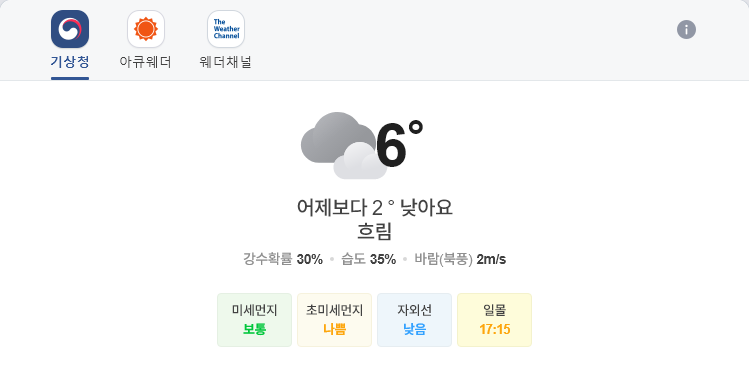 The
Weather
Channel
기상청 아큐웨더 웨더채널
6°
어제보다 2 ° 낮아요
흐림
강수확률 30% • 습도 35% • 바람(북풍) 2m/s
미세먼지 초미세먼지 자외선 일몰
보통 나쁨 낮음 17:15